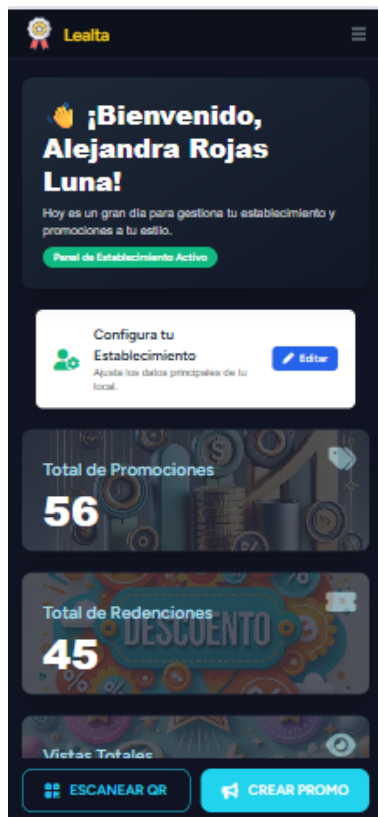 Lealta
¡Bienvenido,
Alejandra Rojas
Luna!
Hoy es un gran día para gestiona tu establecimiento y
promociones a tu estilo.
Panel de Establecimiento Activo
Configura tu
Establecimiento
Ajusta los datos principales de tu
local.
Editar
Total de Promociones
56
Total de Redenciones
DESCUENTO
45
Vistas Totales
ESCANEAR QR
CREAR PROMO